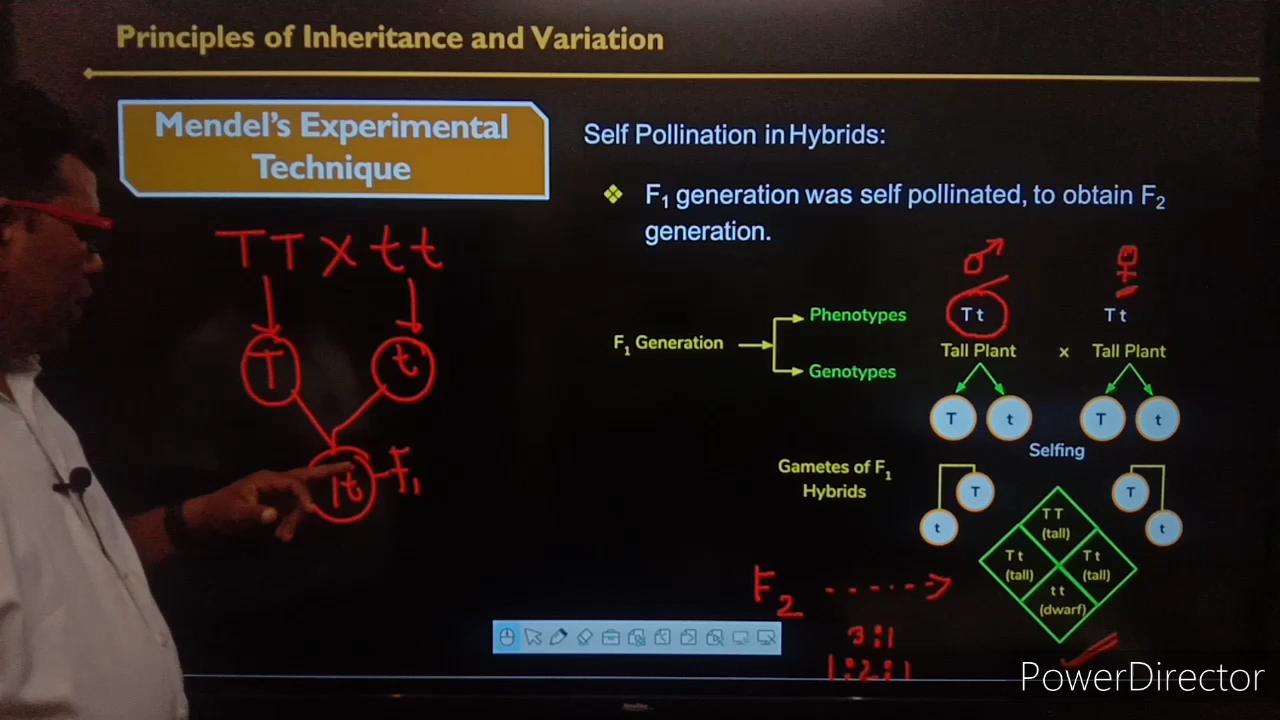 Principles of Inheritance and Variation
Mendel's Experimental
Technique
Self Pollination in Hybrids:
F₁ generation was self pollinated, to obtain F₂
generation.
TT X tt
T t
Tt - F₁
♂ ♀
Phenotypes
Tt Tt
F₁ Generation
Tall Plant x Tall Plant
Genotypes
T t T t
Selfing
Gametes of F₁
Hybrids
T T
t t
TT
(tall)
Tt Tt
(tall) (tall)
tt
(dwarf)
F₂
3:1
1:2:1
PowerDirector